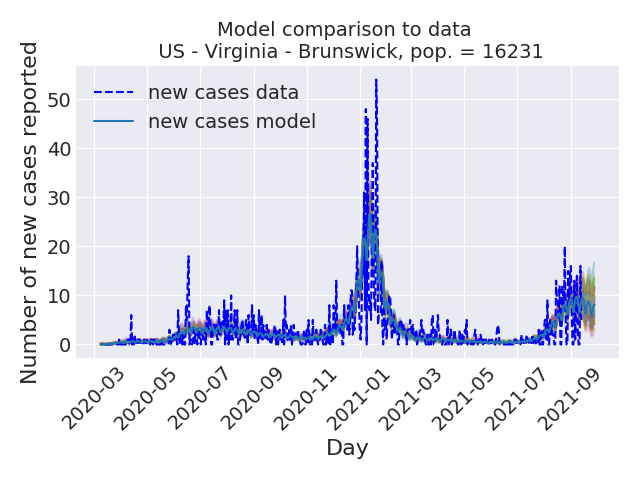 Model comparison to data
US - Virginia - Brunswick, pop. = 16231
Number of new cases reported
new cases data
new cases model
50
40
30
20
10
0
2020-03
2020-05
2020-07
2020-09
2020-11
2021-01
2021-03
2021-05
2021-07
2021-09
Day